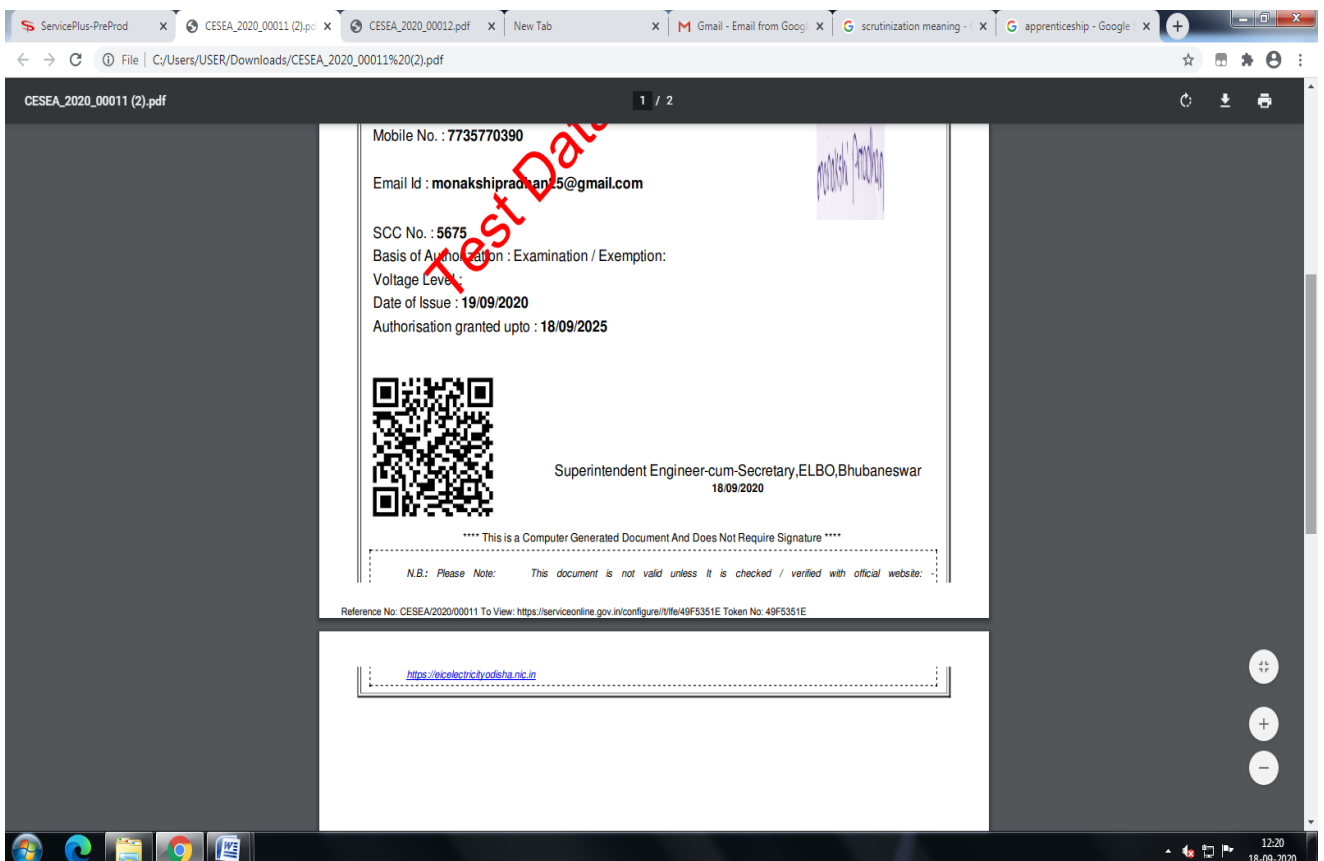 ServicePlus-PreProd
CESEA_2020_00011 (2).pd
CESEA_2020_00012.pdf
New Tab
Gmail - Email from Goog
scrutinization meaning -
apprenticeship - Google
File | C:/Users/USER/Downloads/CESEA_2020_00011%20(2).pdf
CESEA_2020_00011 (2).pdf
1 / 2
Mobile No. : 7735770390
Email Id : monakshipradhan25@gmail.com
monakshi Pradhan
Test Data
SCC No. : 5675
Basis of Authorization : Examination / Exemption:
Voltage Level :
Date of Issue : 19/09/2020
Authorisation granted upto : 18/09/2025
Superintendent Engineer-cum-Secretary,ELBO,Bhubaneswar
18/09/2020
**** This is a Computer Generated Document And Does Not Require Signature ****
N.B.: Please Note: This document is not valid unless It is checked / verified with official website: -
Reference No: CESEA/2020/00011 To View: https://serviceonline.gov.in/configure//t/lfe/49F5351E Token No: 49F5351E
https://eicelectricityodisha.nic.in
12:20
18-09-2020